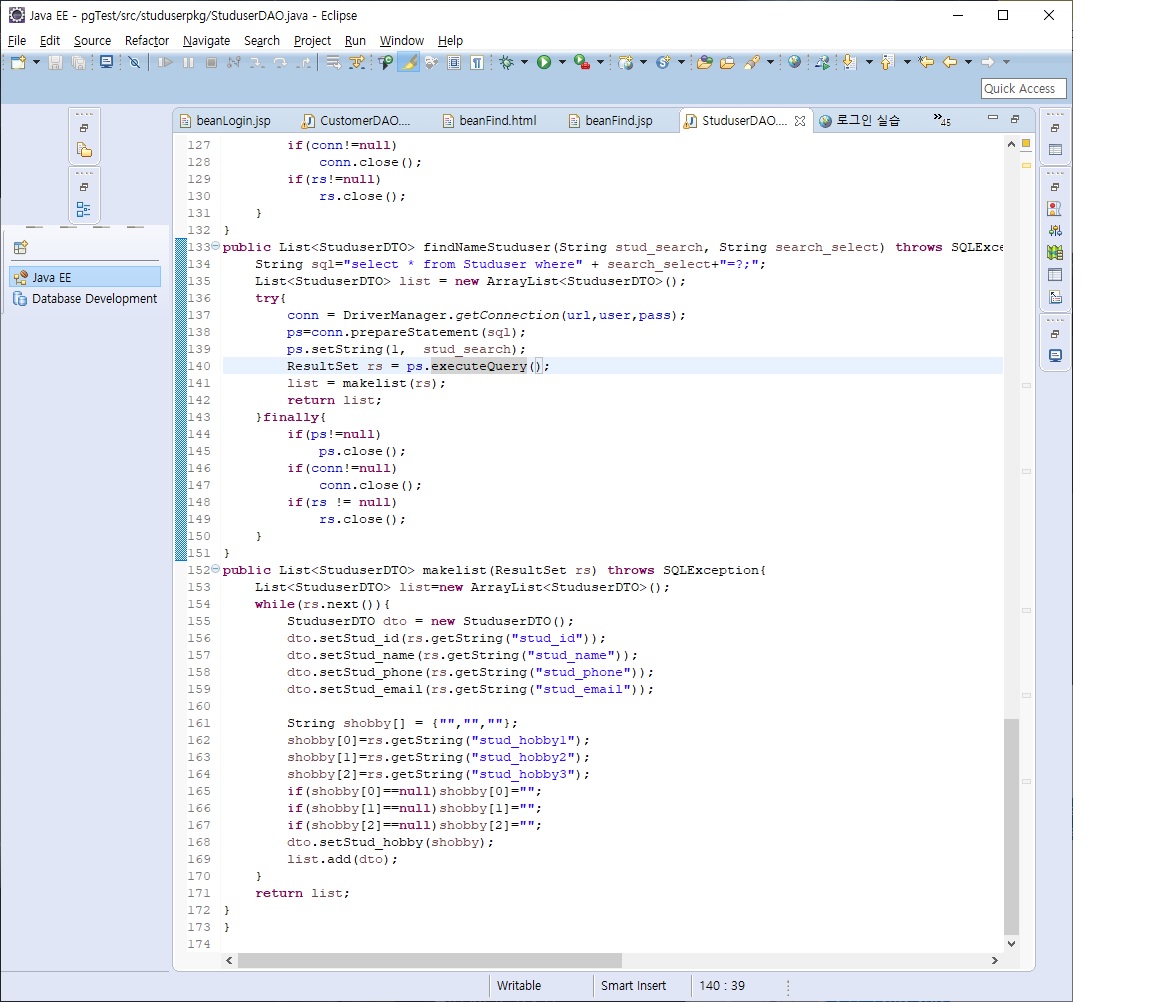 Java EE - pgTest/src/studuserpkg/StuduserDAO.java - Eclipse
File Edit Source Refactor Navigate Search Project Run Window Help
Quick Access
beanLogin.jsp CustomerDAO.... beanFind.html beanFind.jsp StuduserDAO.... 로그인 실습 »45
Java EE
Database Development
127 if(conn!=null)
128 conn.close();
129 if(rs!=null)
130 rs.close();
131 }
132 }
133 public List<StuduserDTO> findNameStuduser(String stud_search, String search_select) throws SQLExce
134 String sql="select * from Studuser where" + search_select+"=?;";
135 List<StuduserDTO> list = new ArrayList<StuduserDTO>();
136 try{
137 conn = DriverManager.getConnection(url,user,pass);
138 ps=conn.prepareStatement(sql);
139 ps.setString(1,  stud_search);
140 ResultSet rs = ps.executeQuery();
141 list = makelist(rs);
142 return list;
143 }finally{
144 if(ps!=null)
145 ps.close();
146 if(conn!=null)
147 conn.close();
148 if(rs != null)
149 rs.close();
150 }
151 }
152 public List<StuduserDTO> makelist(ResultSet rs) throws SQLException{
153 List<StuduserDTO> list=new ArrayList<StuduserDTO>();
154 while(rs.next()){
155 StuduserDTO dto = new StuduserDTO();
156 dto.setStud_id(rs.getString("stud_id"));
157 dto.setStud_name(rs.getString("stud_name"));
158 dto.setStud_phone(rs.getString("stud_phone"));
159 dto.setStud_email(rs.getString("stud_email"));
160
161 String shobby[] = {"","",""};
162 shobby[0]=rs.getString("stud_hobby1");
163 shobby[1]=rs.getString("stud_hobby2");
164 shobby[2]=rs.getString("stud_hobby3");
165 if(shobby[0]==null)shobby[0]="";
166 if(shobby[1]==null)shobby[1]="";
167 if(shobby[2]==null)shobby[2]="";
168 dto.setStud_hobby(shobby);
169 list.add(dto);
170 }
171 return list;
172 }
173 }
174
Writable Smart Insert 140 : 39